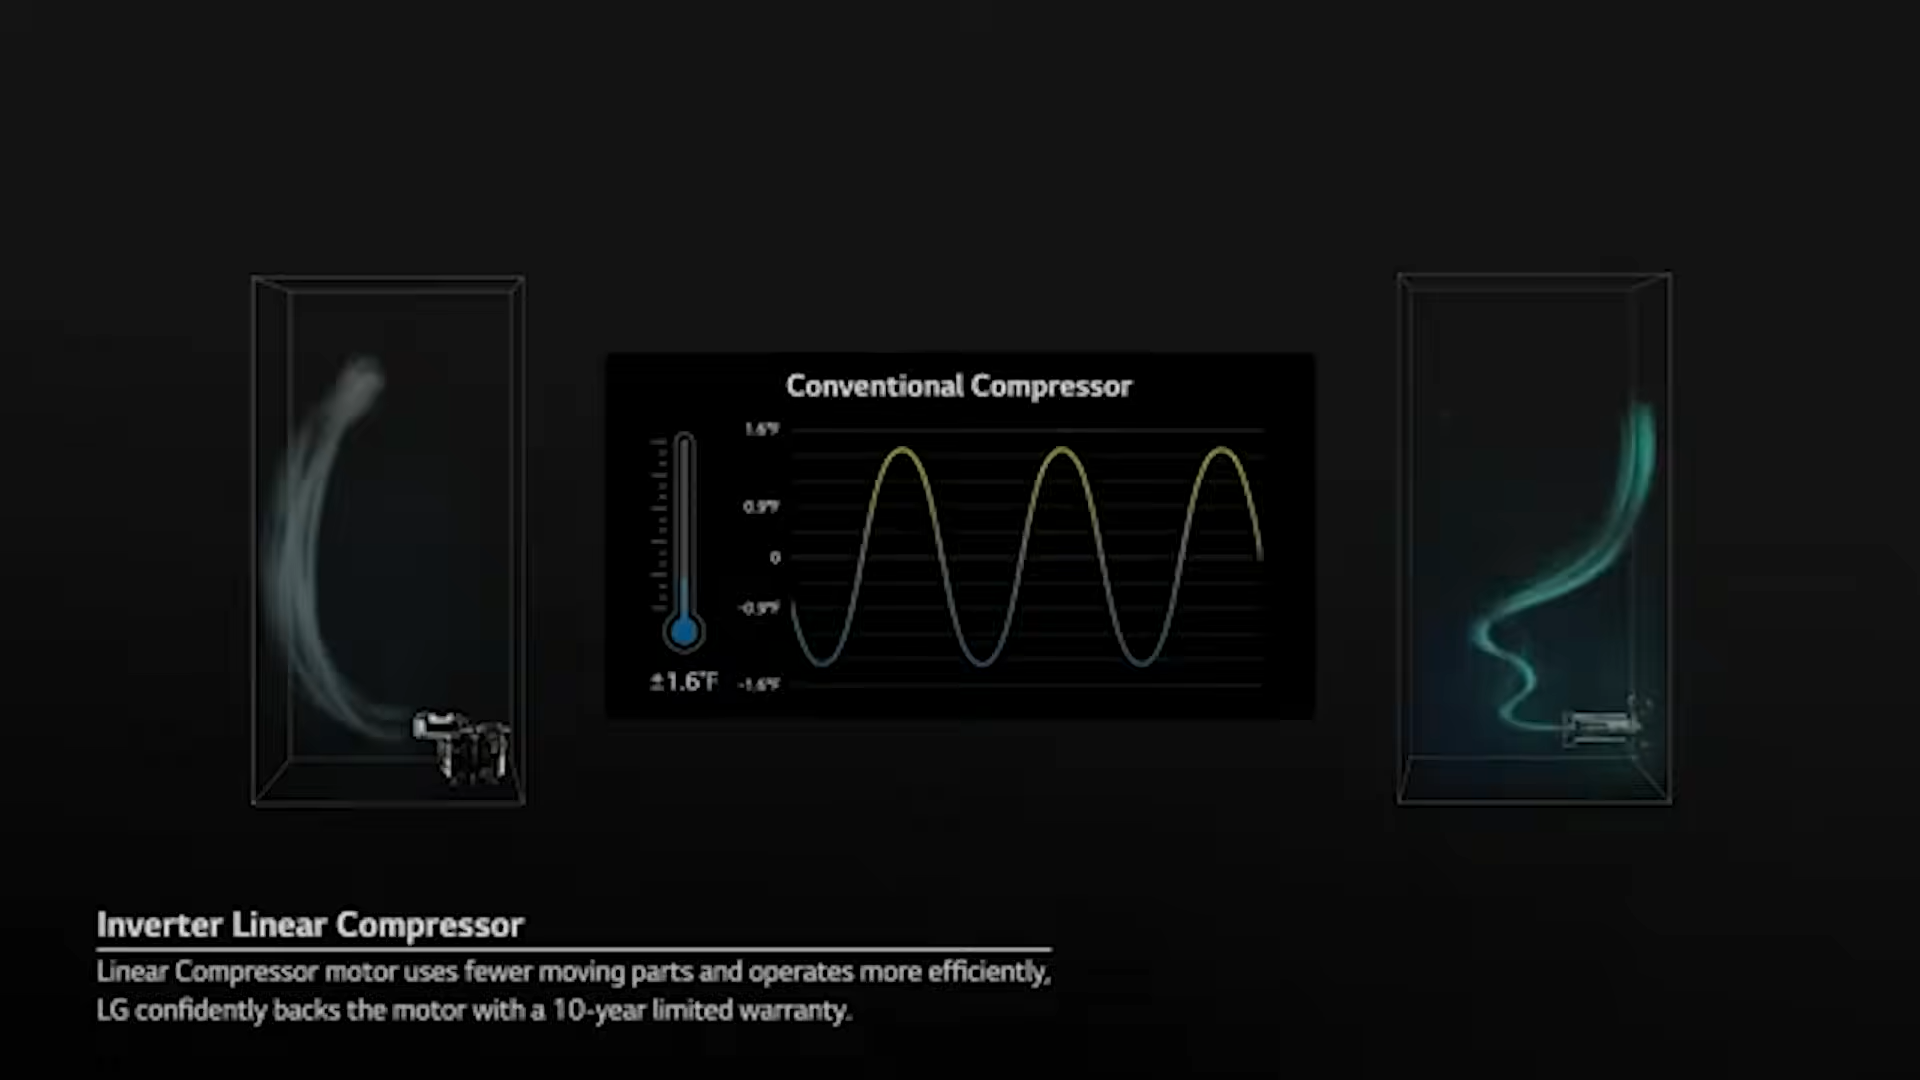 Conventional Compressor
1.6°F
0.9°F
0
-0.9°F
-1.6°F
±1.6°F
Inverter Linear Compressor
Linear Compressor motor uses fewer moving parts and operates more efficiently,
LG confidently backs the motor with a 10-year limited warranty.